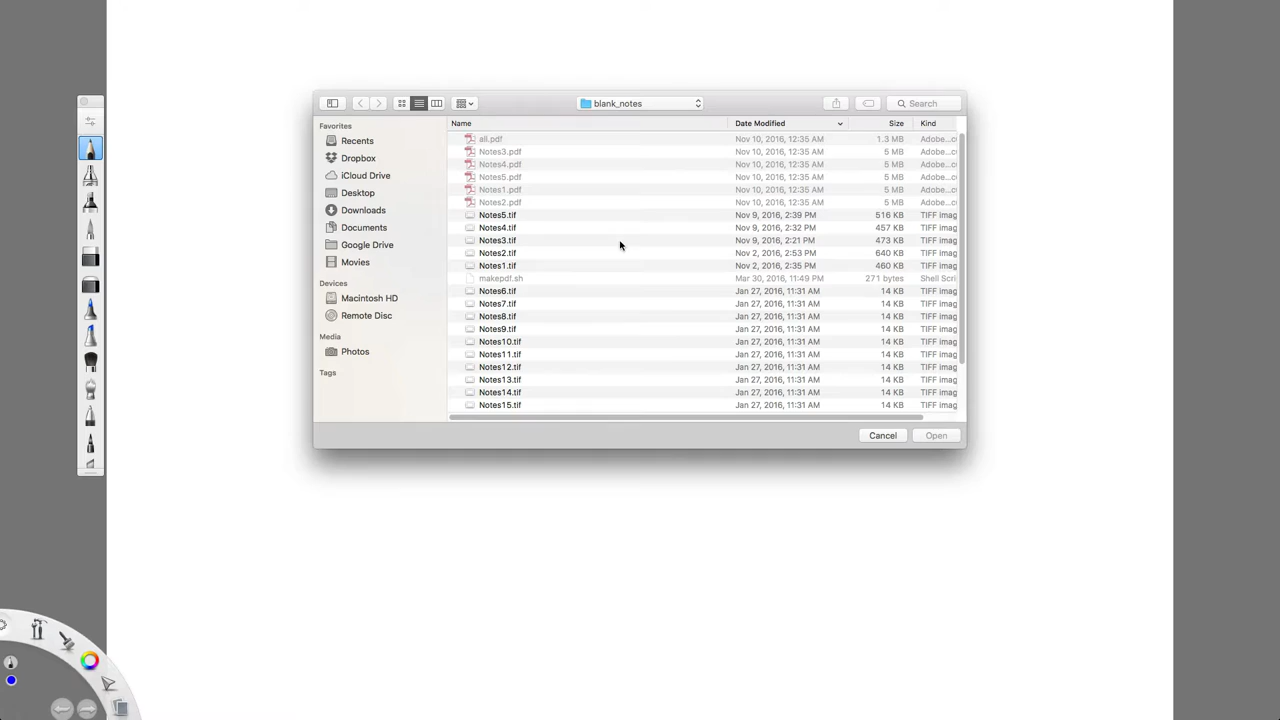 blank_notes
Search
Favorites
Recents
Dropbox
iCloud Drive
Desktop
Downloads
Documents
Google Drive
Movies
Devices
Macintosh HD
Remote Disc
Media
Photos
Tags
Name Date Modified Size Kind
all.pdf Nov 10, 2016, 12:35 AM 1.3 MB Adobe...cu
Notes3.pdf Nov 10, 2016, 12:35 AM 5 MB Adobe...cu
Notes4.pdf Nov 10, 2016, 12:35 AM 5 MB Adobe...cu
Notes5.pdf Nov 10, 2016, 12:35 AM 5 MB Adobe...cu
Notes1.pdf Nov 10, 2016, 12:35 AM 5 MB Adobe...cu
Notes2.pdf Nov 10, 2016, 12:35 AM 5 MB Adobe...cu
Notes5.tif Nov 9, 2016, 2:39 PM 516 KB TIFF imag
Notes4.tif Nov 9, 2016, 2:32 PM 457 KB TIFF imag
Notes3.tif Nov 9, 2016, 2:21 PM 473 KB TIFF imag
Notes2.tif Nov 2, 2016, 2:53 PM 640 KB TIFF imag
Notes1.tif Nov 2, 2016, 2:35 PM 460 KB TIFF imag
makepdf.sh Mar 30, 2016, 11:49 PM 271 bytes Shell Scri
Notes6.tif Jan 27, 2016, 11:31 AM 14 KB TIFF imag
Notes7.tif Jan 27, 2016, 11:31 AM 14 KB TIFF imag
Notes8.tif Jan 27, 2016, 11:31 AM 14 KB TIFF imag
Notes9.tif Jan 27, 2016, 11:31 AM 14 KB TIFF imag
Notes10.tif Jan 27, 2016, 11:31 AM 14 KB TIFF imag
Notes11.tif Jan 27, 2016, 11:31 AM 14 KB TIFF imag
Notes12.tif Jan 27, 2016, 11:31 AM 14 KB TIFF imag
Notes13.tif Jan 27, 2016, 11:31 AM 14 KB TIFF imag
Notes14.tif Jan 27, 2016, 11:31 AM 14 KB TIFF imag
Notes15.tif Jan 27, 2016, 11:31 AM 14 KB TIFF imag
Cancel Open